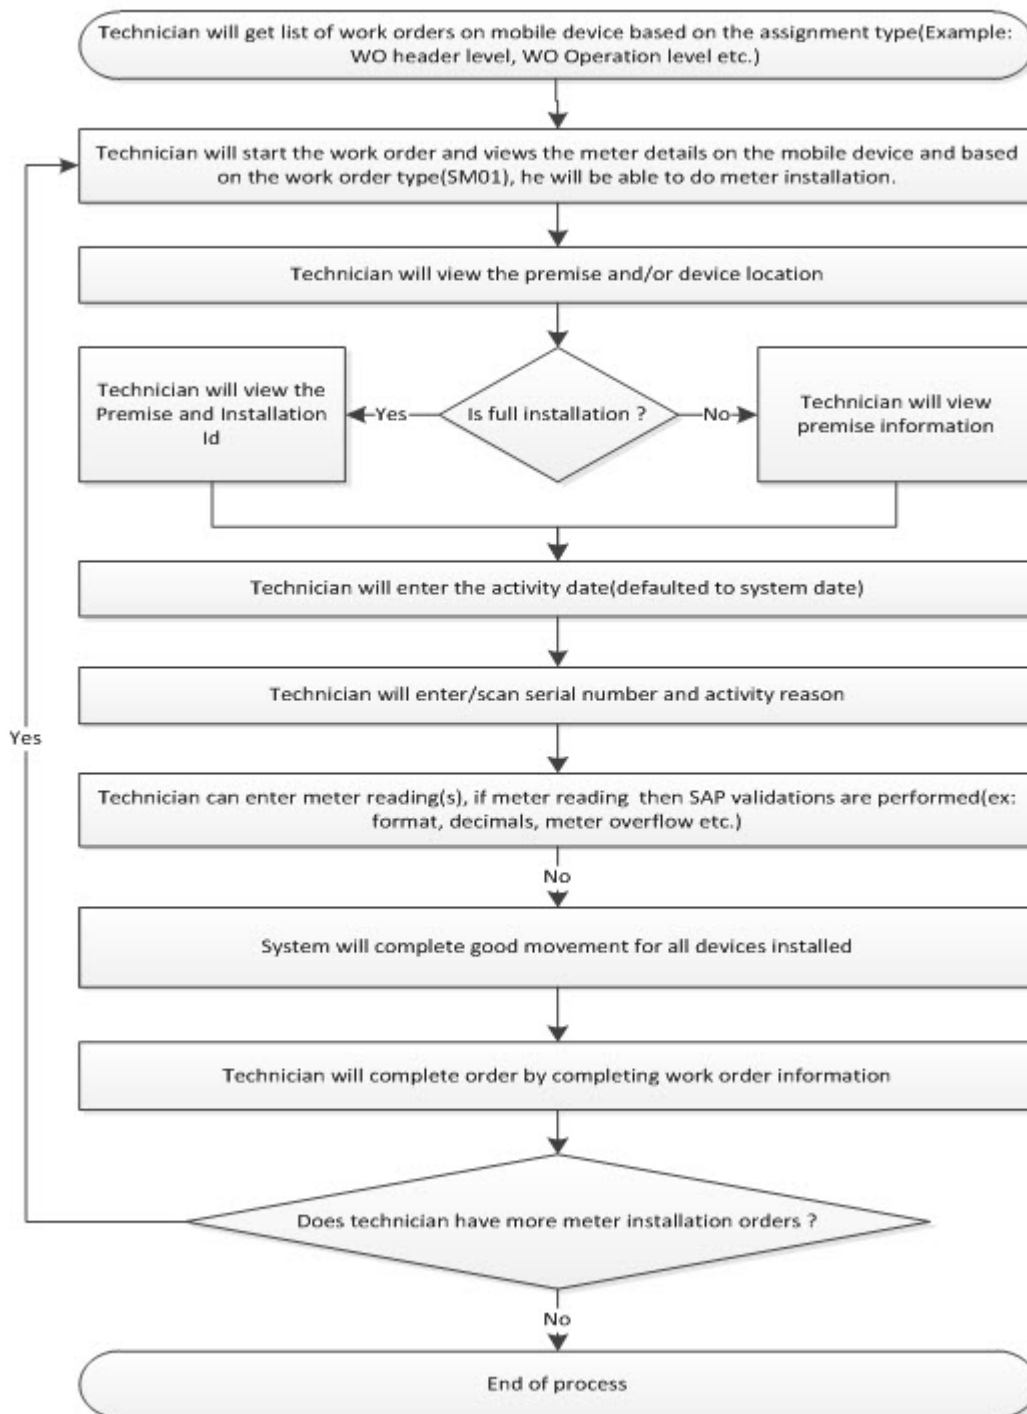 Technician will get list of work orders on mobile device based on the assignment type(Example:
WO header level, WO Operation level etc.)
Technician will start the work order and views the meter details on the mobile device and based
on the work order type(SM01), he will be able to do meter installation.
Technician will view the premise and/or device location
Technician will view the
Premise and Installation
Id
Yes
Is full installation ?
No
Technician will view
premise information
Technician will enter the activity date(defaulted to system date)
Technician will enter/scan serial number and activity reason
Yes
Technician can enter meter reading(s), if meter reading  then SAP validations are performed(ex:
format, decimals, meter overflow etc.)
No
System will complete good movement for all devices installed
Technician will complete order by completing work order information
Does technician have more meter installation orders ?
No
End of process